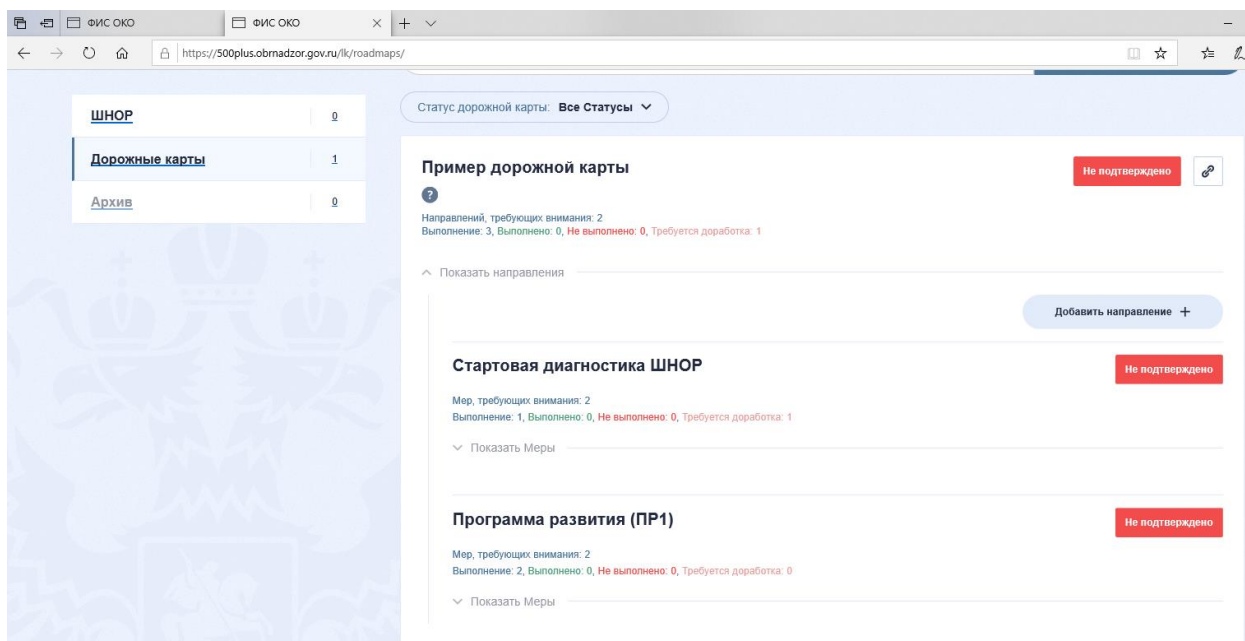 ФИС ОКО
ФИС ОКО
https://500plus.obrnadzor.gov.ru/lk/roadmaps/
ШНОР 0
Дорожные карты 1
Архив 0
Статус дорожной карты: Все Статусы
Пример дорожной карты
Не подтверждено
?
Направлений, требующих внимания: 2
Выполнение: 3, Выполнено: 0, Не выполнено: 0, Требуется доработка: 1
Показать направления
Добавить направление +
Стартовая диагностика ШНОР
Не подтверждено
Мер, требующих внимания: 2
Выполнение: 1, Выполнено: 0, Не выполнено: 0, Требуется доработка: 1
Показать Меры
Программа развития (ПР1)
Не подтверждено
Мер, требующих внимания: 2
Выполнение: 2, Выполнено: 0, Не выполнено: 0, Требуется доработка: 0
Показать Меры